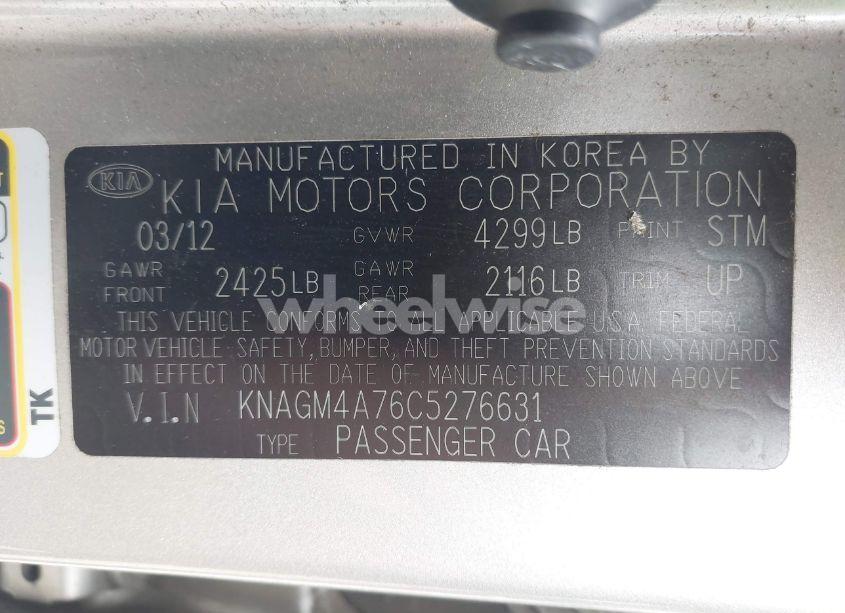 MANUFACTURED IN KOREA BY
KIA KIA MOTORS CORPORATION
03/12 GVWR 4299LB PAINT STM
GAWR FRONT 2425LB GAWR REAR 2116LB TRIM UP
THIS VEHICLE CONFORMS TO ALL APPLICABLE U.S.A. FEDERAL
MOTOR VEHICLE SAFETY, BUMPER, AND THEFT PREVENTION STANDARDS
IN EFFECT ON THE DATE OF MANUFACTURE SHOWN ABOVE
V.I.N KNAGM4A76C5276631
TYPE PASSENGER CAR
TK
wheelwise